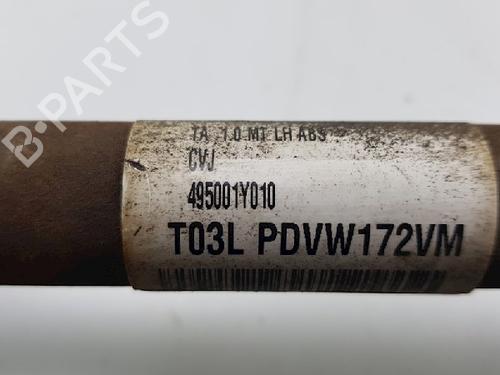 TA 1.0 MT LH ABS
CVJ
495001Y010
T03L PDVW172VM
B-PARTS